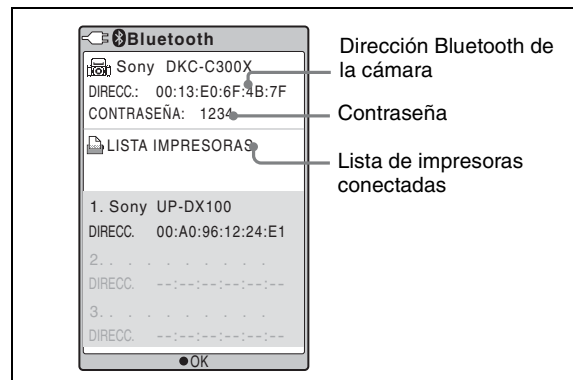 Bluetooth
Sony DKC-C300X
DIRECC.: 00:13:E0:6F:4B:7F
CONTRASEÑA: 1234
LISTA IMPRESORAS
1. Sony UP-DX100
DIRECC. 00:A0:96:12:24:E1
2. . . . . . . . . .
DIRECC. --:--:--:--:--:--
3. . . . . . . . . .
DIRECC. --:--:--:--:--:--
●OK
Dirección Bluetooth de
la cámara
Contraseña
Lista de impresoras
conectadas